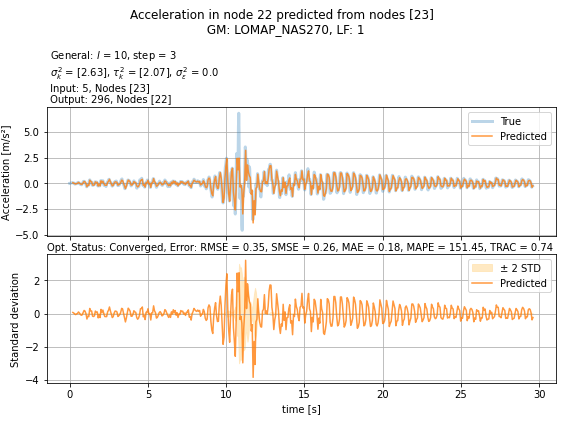 Acceleration in node 22 predicted from nodes [23]
GM: LOMAP_NAS270, LF: 1
General: l = 10, step = 3
σ²ₖ = [2.63], τ²ₖ = [2.07], σ²ε = 0.0
Input: 5, Nodes [23]
Output: 296, Nodes [22]
Acceleration [m/s²]
5.0
2.5
0.0
−2.5
−5.0
True
Predicted
Opt. Status: Converged, Error: RMSE = 0.35, SMSE = 0.26, MAE = 0.18, MAPE = 151.45, TRAC = 0.74
Standard deviation
2
0
−2
−4
± 2 STD
Predicted
0 5 10 15 20 25 30
time [s]